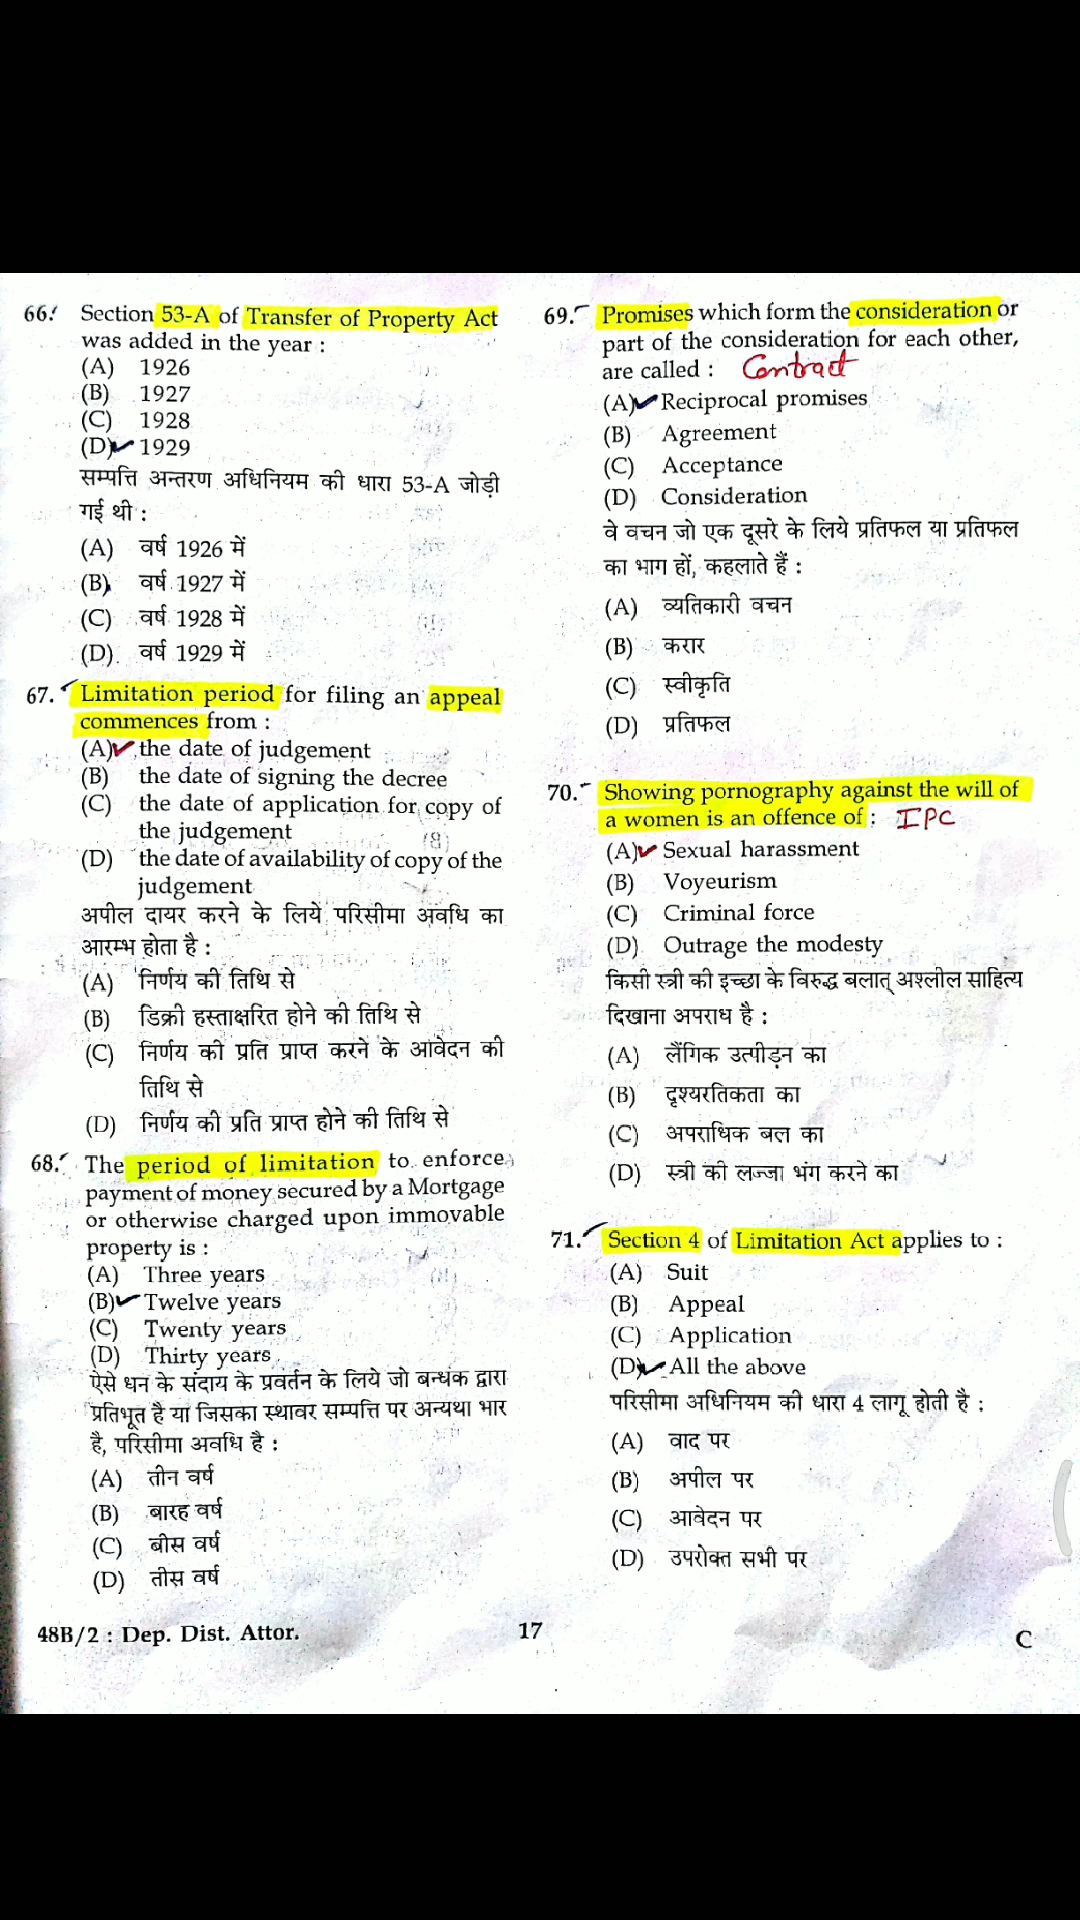 66. Section 53-A of Transfer of Property Act
was added in the year :
(A) 1926
(B) 1927
(C) 1928
(D) 1929
सम्पत्ति अन्तरण अधिनियम की धारा 53-A जोड़ी
गई थी :
(A) वर्ष 1926 में
(B) वर्ष 1927 में
(C) वर्ष 1928 में
(D) वर्ष 1929 में
67. Limitation period for filing an appeal
commences from :
(A) the date of judgement
(B) the date of signing the decree
(C) the date of application for copy of
the judgement
(D) the date of availability of copy of the
judgement
अपील दायर करने के लिये परिसीमा अवधि का
आरम्भ होता है :
(A) निर्णय की तिथि से
(B) डिक्री हस्ताक्षरित होने की तिथि से
(C) निर्णय की प्रति प्राप्त करने के आवेदन की
तिथि से
(D) निर्णय की प्रति प्राप्त होने की तिथि से
68. The period of limitation to enforce
payment of money secured by a Mortgage
or otherwise charged upon immovable
property is :
(A) Three years
(B) Twelve years
(C) Twenty years
(D) Thirty years
ऐसे धन के संदाय के प्रवर्तन के लिये जो बन्धक द्वारा
प्रतिभूत है या जिसका स्थावर सम्पत्ति पर अन्यथा भार
है, परिसीमा अवधि है :
(A) तीन वर्ष
(B) बारह वर्ष
(C) बीस वर्ष
(D) तीस वर्ष
69. Promises which form the consideration or
part of the consideration for each other,
are called : Contract
(A) Reciprocal promises
(B) Agreement
(C) Acceptance
(D) Consideration
वे वचन जो एक दूसरे के लिये प्रतिफल या प्रतिफल
का भाग हों, कहलाते हैं :
(A) व्यतिकारी वचन
(B) करार
(C) स्वीकृति
(D) प्रतिफल
70. Showing pornography against the will of
a women is an offence of : IPC
(A) Sexual harassment
(B) Voyeurism
(C) Criminal force
(D) Outrage the modesty
किसी स्त्री की इच्छा के विरुद्ध बलात् अश्लील साहित्य
दिखाना अपराध है :
(A) लैंगिक उत्पीड़न का
(B) दृश्यरतिकता का
(C) अपराधिक बल का
(D) स्त्री की लज्जा भंग करने का
71. Section 4 of Limitation Act applies to :
(A) Suit
(B) Appeal
(C) Application
(D) All the above
परिसीमा अधिनियम की धारा 4 लागू होती है :
(A) वाद पर
(B) अपील पर
(C) आवेदन पर
(D) उपरोक्त सभी पर
48B/2 : Dep. Dist. Attor.
17
C